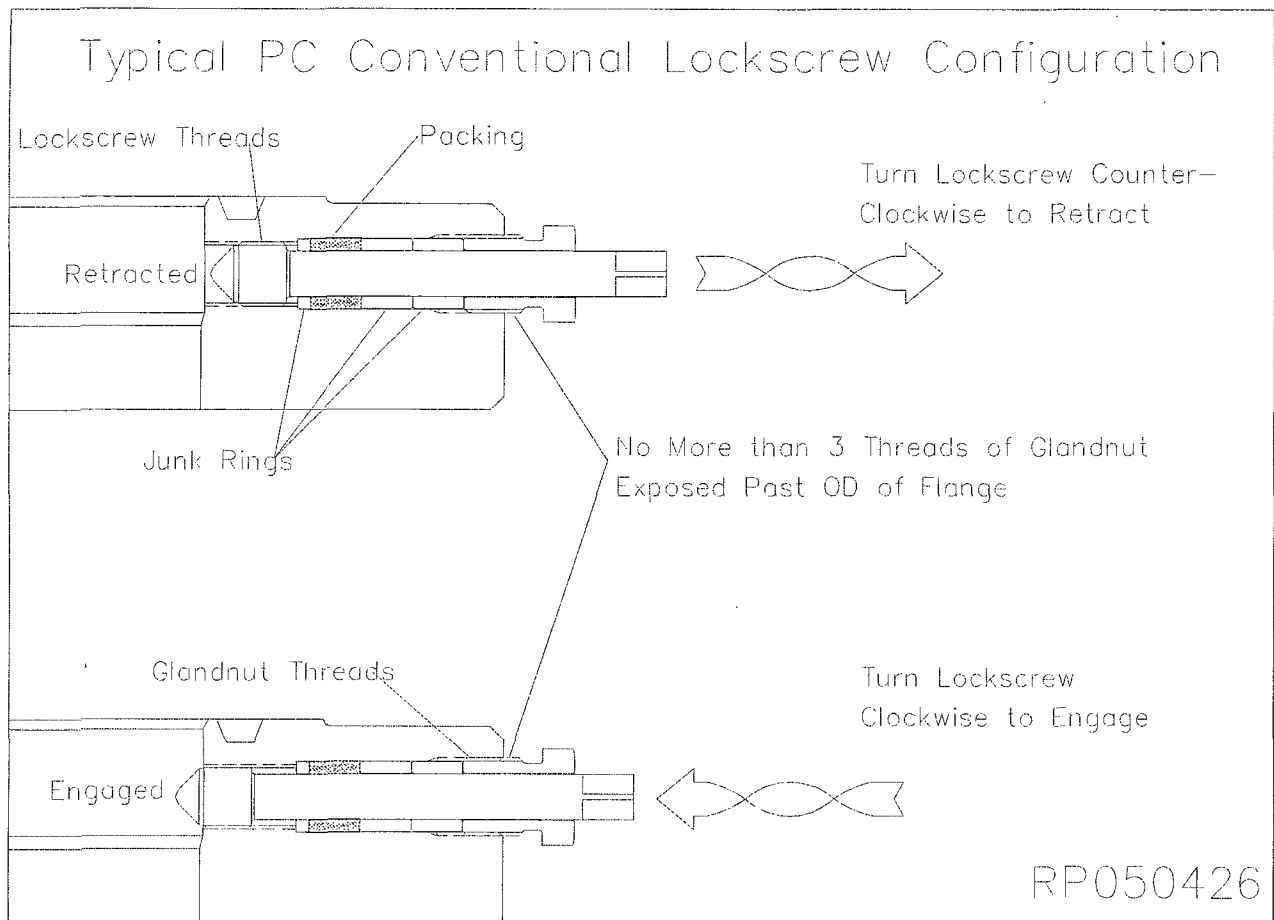 Typical PC Conventional Lockscrew Configuration
Lockscrew Threads
Packing
Turn Lockscrew Counter-
Clockwise to Retract
Retracted
Junk Rings
No More than 3 Threads of Glandnut
Exposed Past OD of Flange
Glandnut Threads
Turn Lockscrew
Clockwise to Engage
Engaged
RP050426